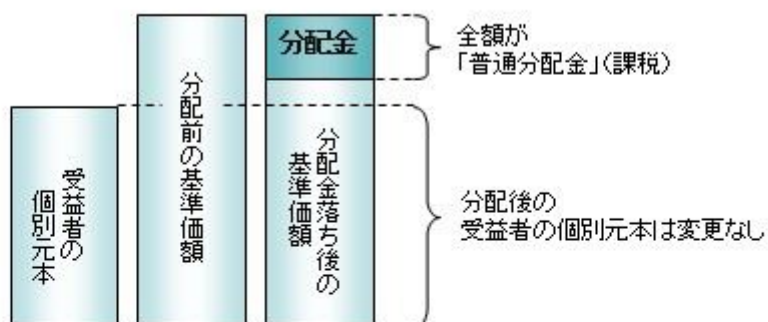 受益者の
個別元本
分配前の基準価額
分配金
分配金落ち後の
基準価額
全額が
「普通分配金」(課税)
分配後の
受益者の個別元本は変更なし